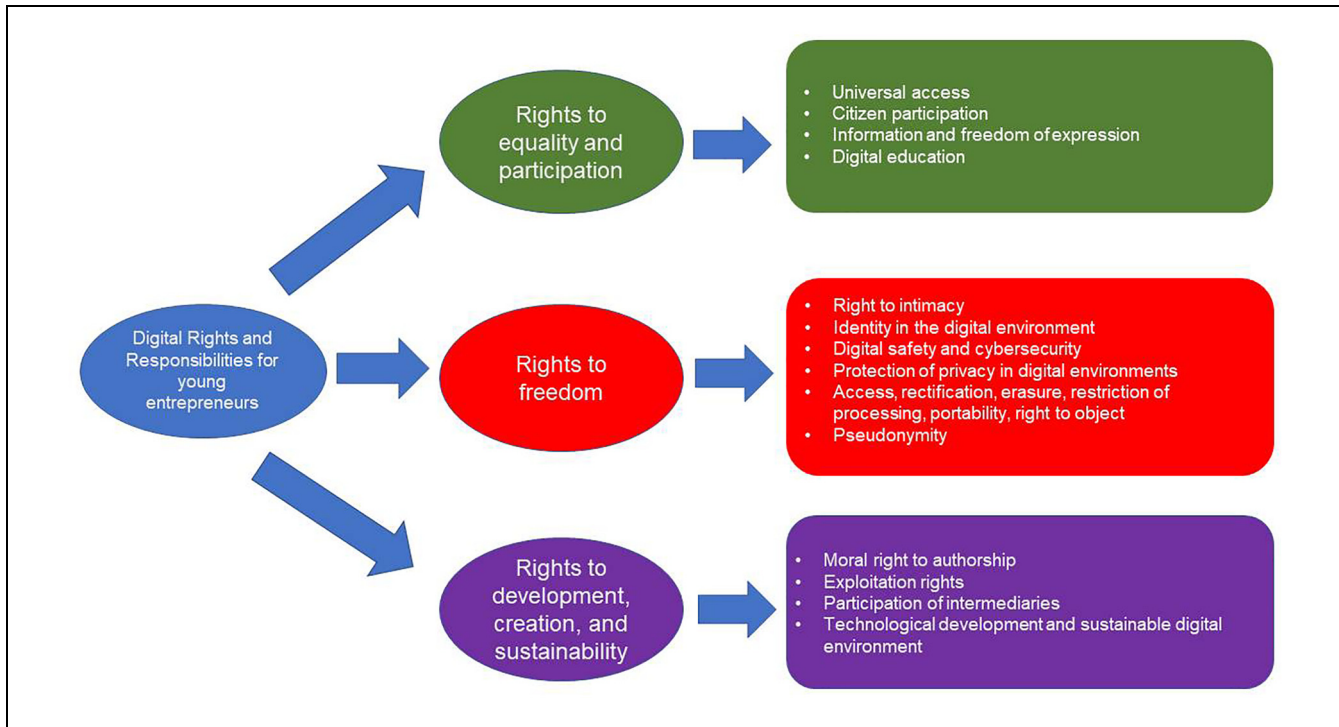 Digital Rights and
Responsibilities for
young
entrepreneurs
Rights to
equality and
participation
• Universal access
• Citizen participation
• Information and freedom of expression
• Digital education
Rights to
freedom
• Right to intimacy
• Identity in the digital environment
• Digital safety and cybersecurity
• Protection of privacy in digital environments
• Access, rectification, erasure, restriction of
processing, portability, right to object
• Pseudonymity
Rights to
development,
creation, and
sustainability
• Moral right to authorship
• Exploitation rights
• Participation of intermediaries
• Technological development and sustainable digital
environment